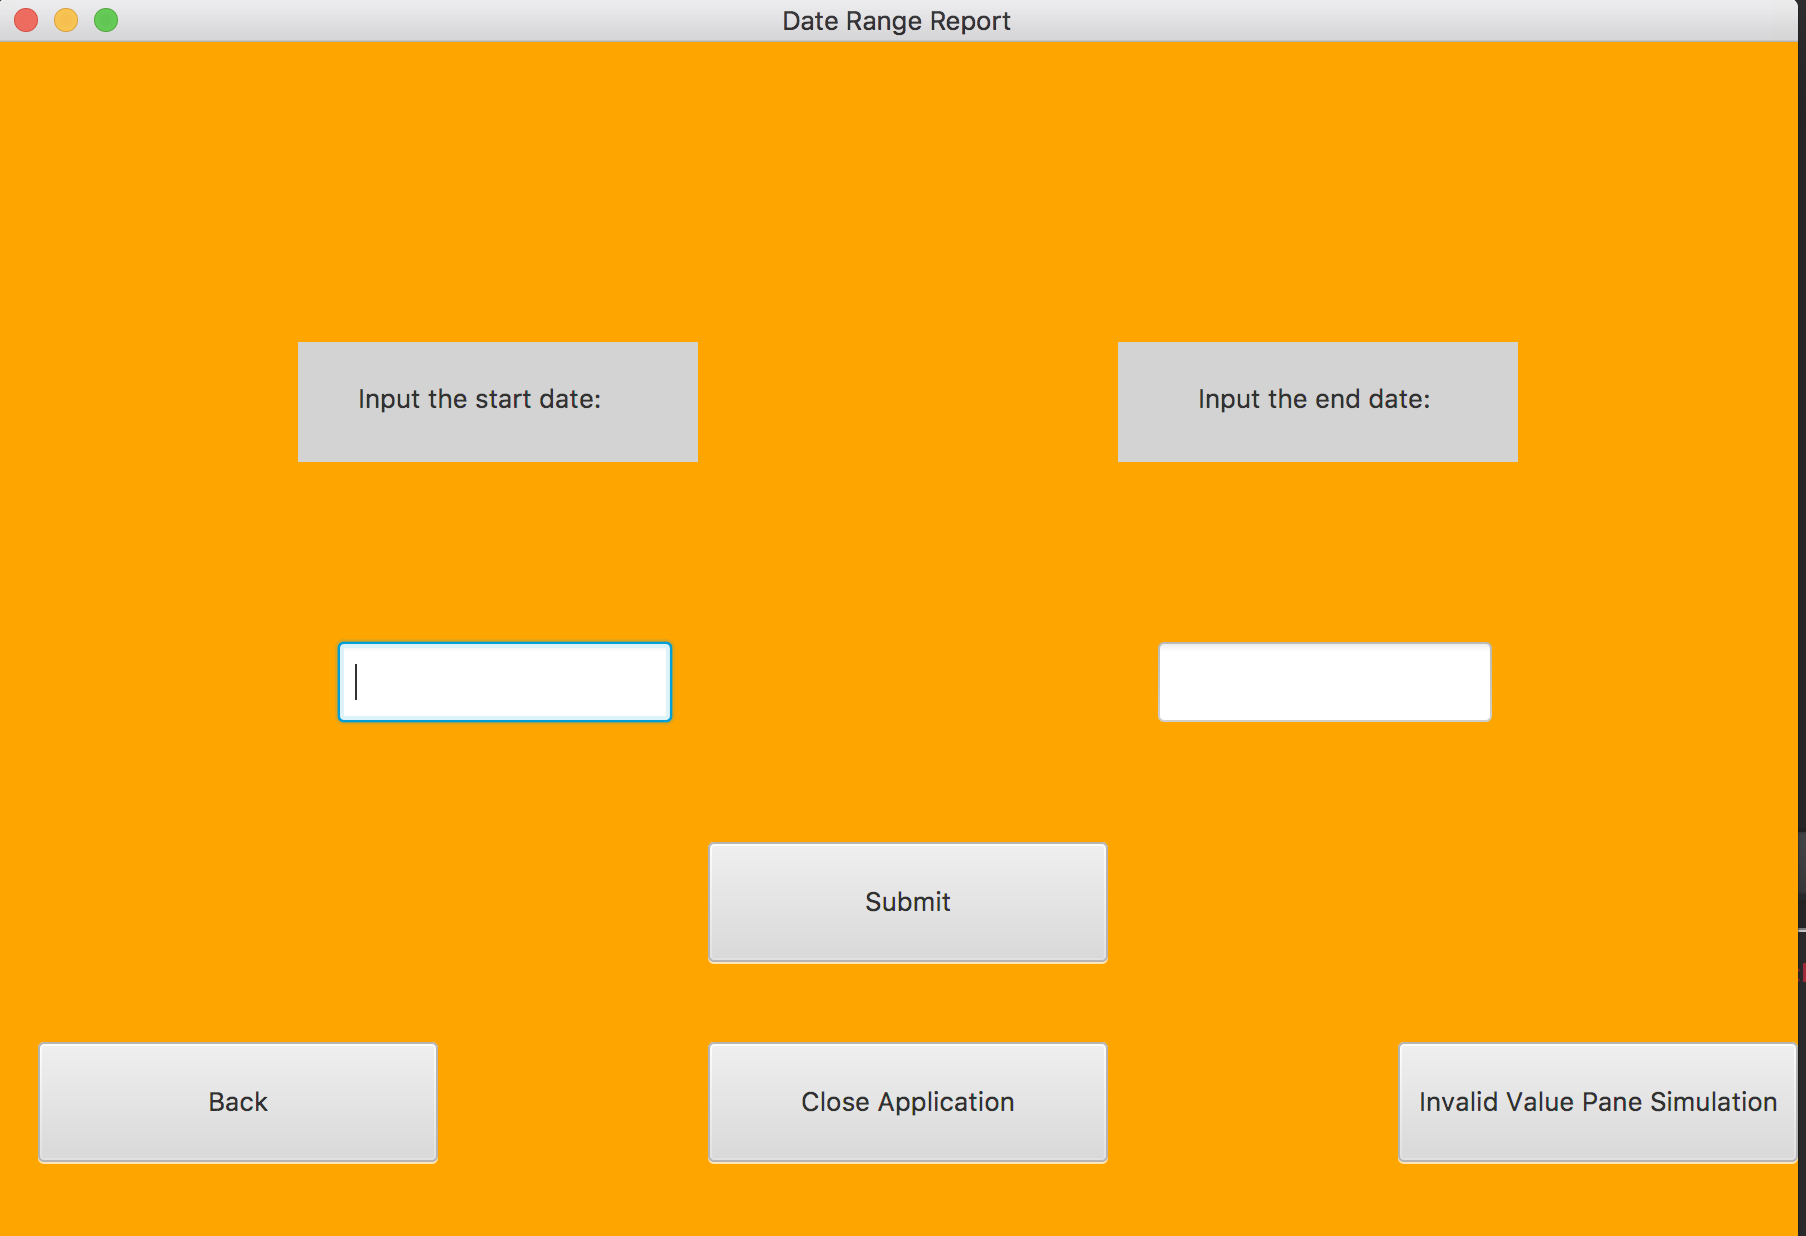 Date Range Report
Input the start date:
Input the end date:
Submit
Back
Close Application
Invalid Value Pane Simulation